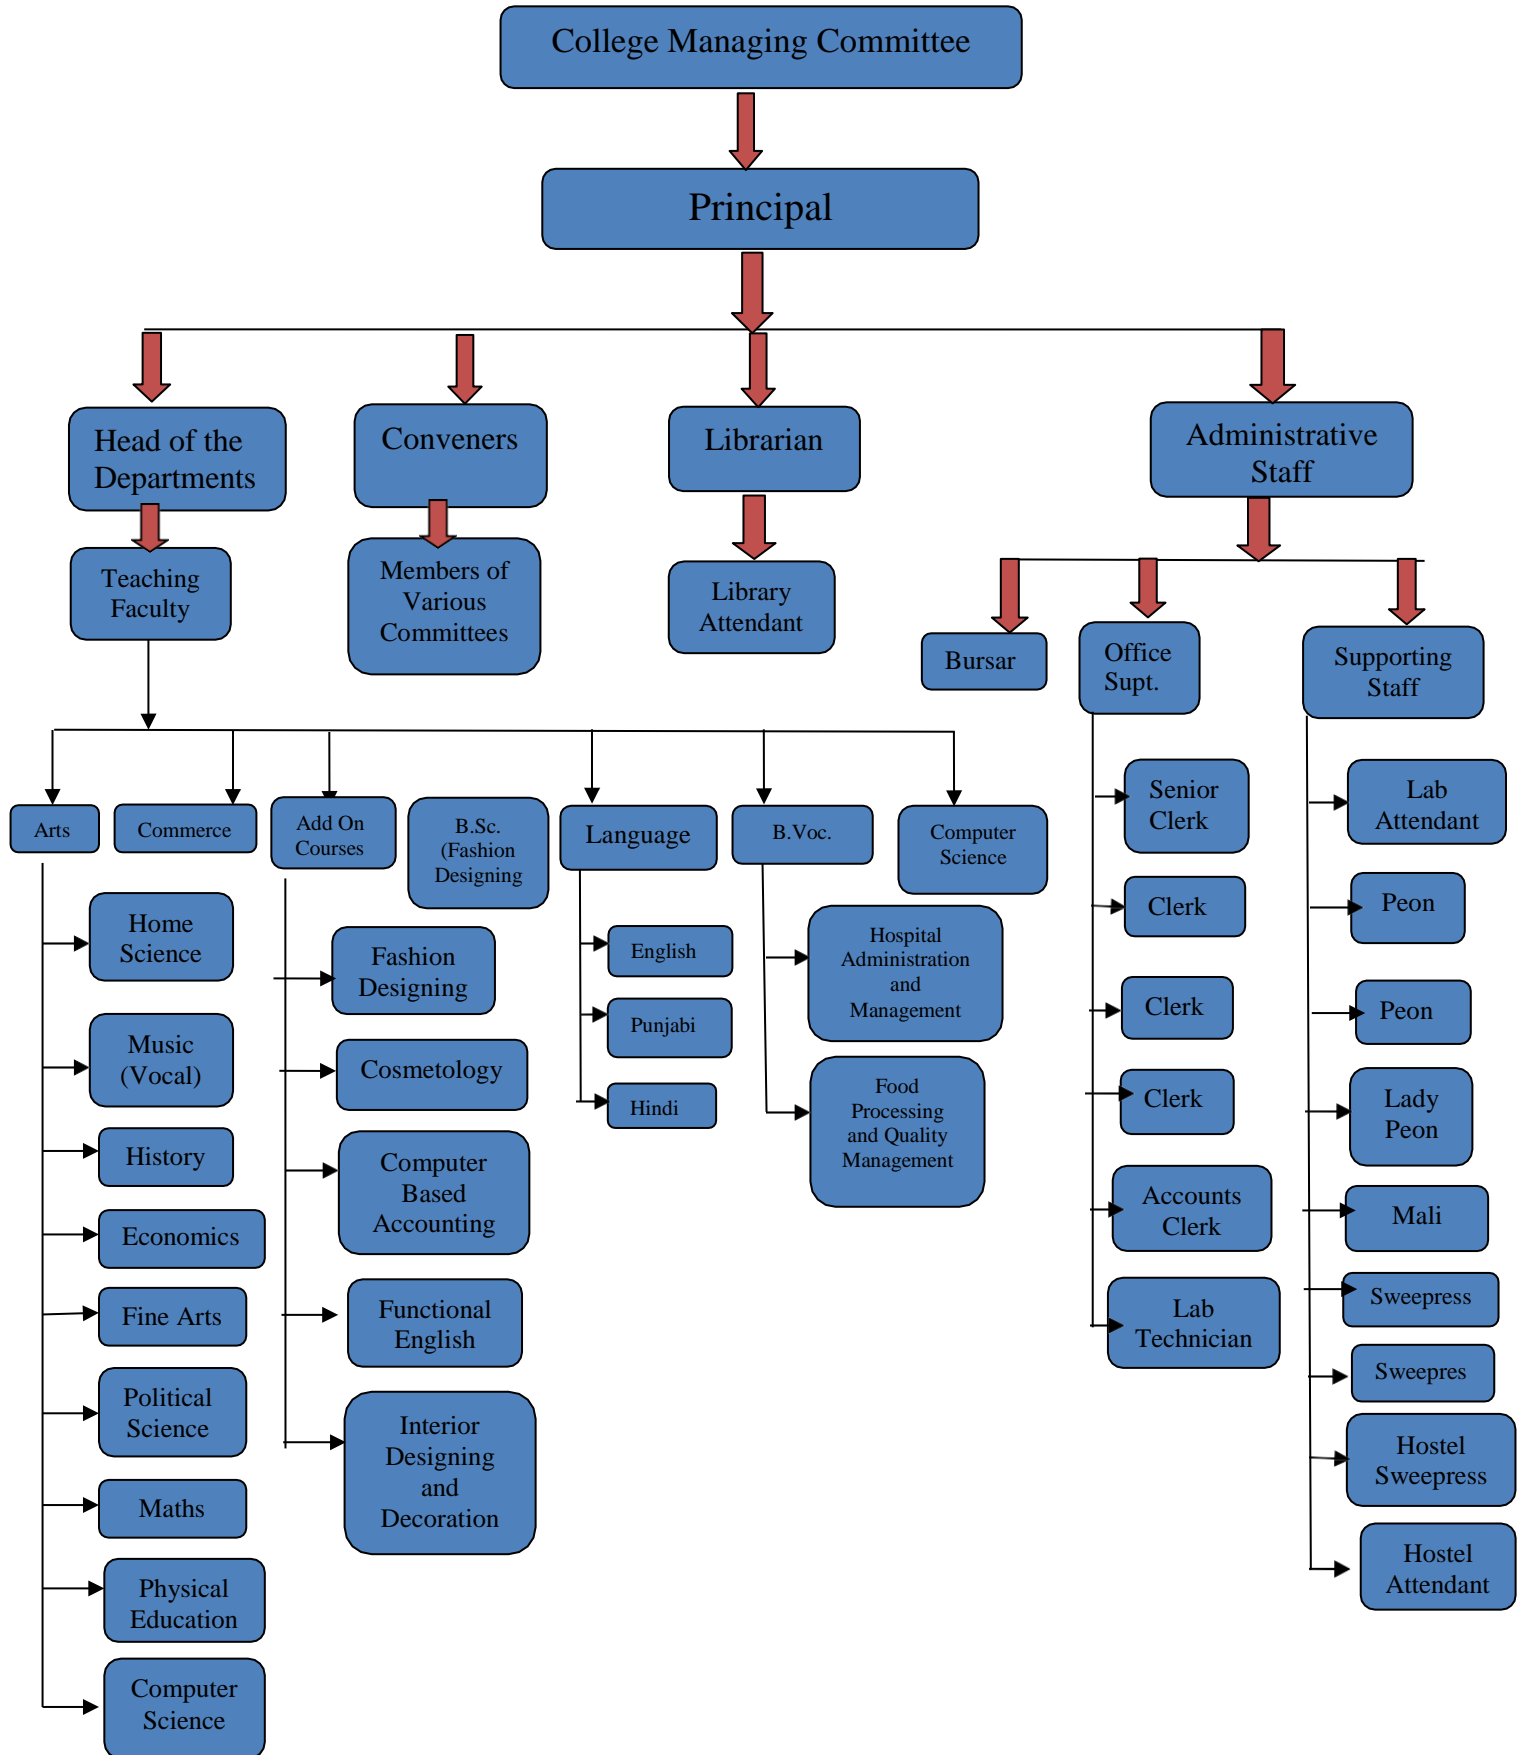 College Managing Committee
Principal
Head of the
Departments
Conveners
Librarian
Administrative
Staff
Teaching
Faculty
Members of
Various
Committees
Library
Attendant
Bursar
Office
Supt.
Supporting
Staff
Arts
Commerce
Add On
Courses
B.Sc.
(Fashion
Designing
Language
B.Voc.
Computer
Science
Home
Science
Music
(Vocal)
History
Economics
Fine Arts
Political
Science
Maths
Physical
Education
Computer
Science
Fashion
Designing
Cosmetology
Computer
Based
Accounting
Functional
English
Interior
Designing
and
Decoration
English
Punjabi
Hindi
Hospital
Administration
and
Management
Food
Processing
and Quality
Management
Senior
Clerk
Clerk
Clerk
Clerk
Accounts
Clerk
Lab
Technician
Lab
Attendant
Peon
Peon
Lady
Peon
Mali
Sweepress
Sweepres
Hostel
Sweepress
Hostel
Attendant